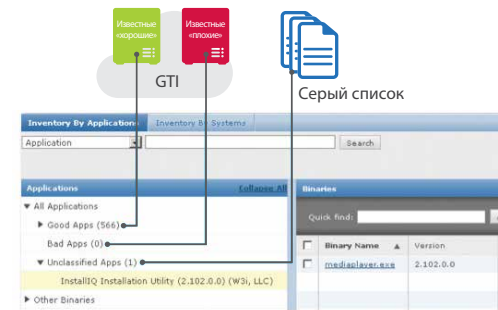 Известные
«хорошие»
Известные
«плохие»
GTI
Серый список
Inventory By Applications
Inventory By Systems
Application
Search
Applications
Collapse All
Binaries
▼ All Applications
Quick find:
▶ Good Apps (566)
Bad Apps (0)
Binary Name ▲
Version
▼ Unclassified Apps (1)
mediaplayer.exe
2.102.0.0
InstallIQ Installation Utility (2.102.0.0) (W3i, LLC)
▶ Other Binaries